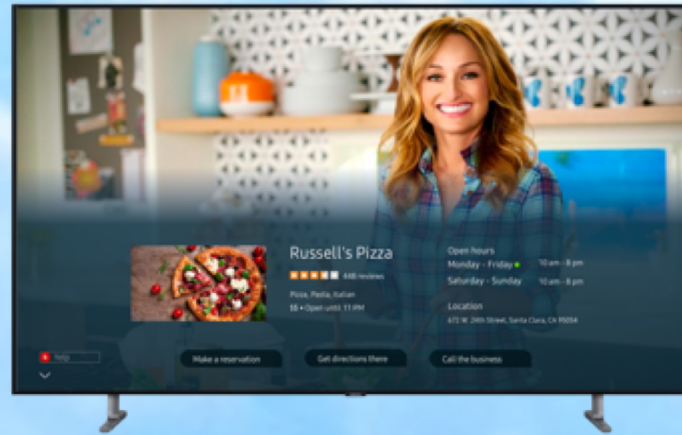 Russell's Pizza
448 reviews
Pizza, Pasta, Italian
$$ • Open until 11 PM
Open hours
Monday - Friday 10 am - 8 pm
Saturday - Sunday 10 am - 8 pm
Location
672 W. 24th Street, Santa Clara, CA 95054
help
Make a reservation
Get directions there
Call the business